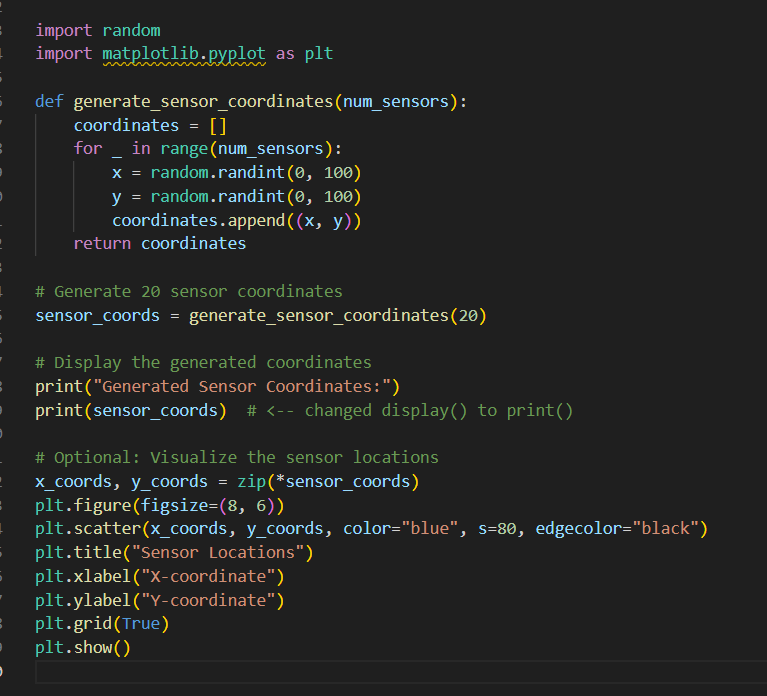 import random
import matplotlib.pyplot as plt
def generate_sensor_coordinates(num_sensors):
    coordinates = []
    for _ in range(num_sensors):
        x = random.randint(0, 100)
        y = random.randint(0, 100)
        coordinates.append((x, y))
    return coordinates
# Generate 20 sensor coordinates
sensor_coords = generate_sensor_coordinates(20)
# Display the generated coordinates
print("Generated Sensor Coordinates:")
print(sensor_coords)  # <-- changed display() to print()
# Optional: Visualize the sensor locations
x_coords, y_coords = zip(*sensor_coords)
plt.figure(figsize=(8, 6))
plt.scatter(x_coords, y_coords, color="blue", s=80, edgecolor="black")
plt.title("Sensor Locations")
plt.xlabel("X-coordinate")
plt.ylabel("Y-coordinate")
plt.grid(True)
plt.show()